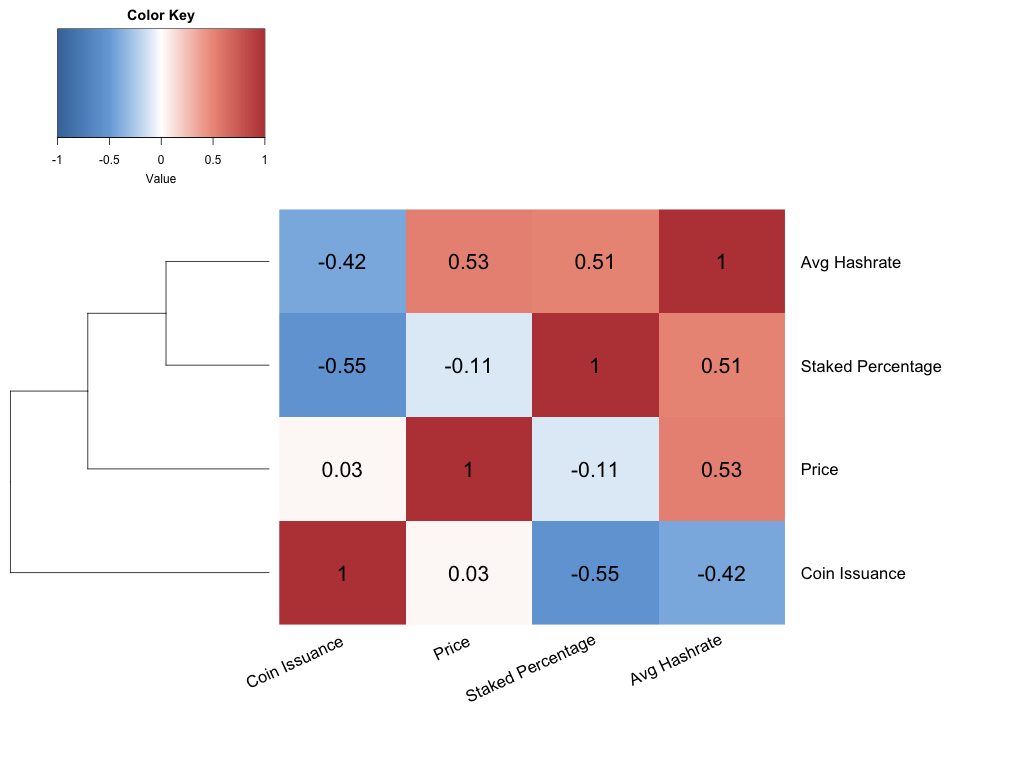 Color Key
-1 -0.5 0 0.5 1
Value
-0.42 0.53 0.51 1 Avg Hashrate
-0.55 -0.11 1 0.51 Staked Percentage
0.03 1 -0.11 0.53 Price
1 0.03 -0.55 -0.42 Coin Issuance
Coin Issuance Price Staked Percentage Avg Hashrate